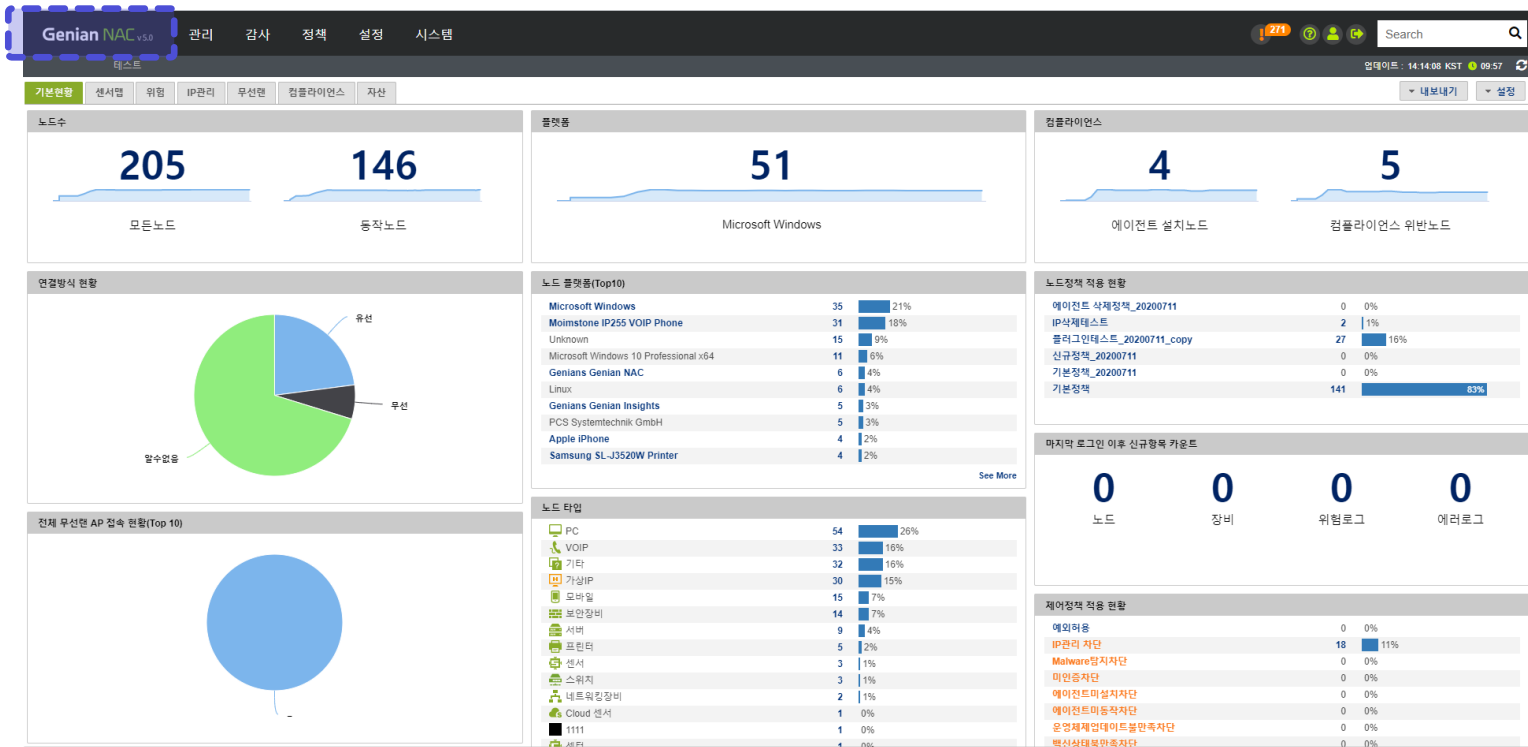 Genian NAC v5.0 관리 감사 정책 설정 시스템 271 Search
테스트 업데이트 : 14:14:08 KST 09:57
기본현황 센서맵 위험 IP관리 무선랜 컴플라이언스 자산 내보내기 설정
노드수
205 146
모든노드 동작노드
플랫폼
51
Microsoft Windows
컴플라이언스
4 5
에이전트 설치노드 컴플라이언스 위반노드
연결방식 현황
유선
무선
알수없음
노드 플랫폼(Top10)
Microsoft Windows 35 21%
Moimstone IP255 VOIP Phone 31 18%
Unknown 15 9%
Microsoft Windows 10 Professional x64 11 6%
Genians Genian NAC 6 4%
Linux 6 4%
Genians Genian Insights 5 3%
PCS Systemtechnik GmbH 5 3%
Apple iPhone 4 2%
Samsung SL-J3520W Printer 4 2%
See More
노드정책 적용 현황
에이전트 삭제정책_20200711 0 0%
IP삭제테스트 2 1%
플러그인테스트_20200711_copy 27 16%
신규정책_20200711 0 0%
기본정책_20200711 0 0%
기본정책 141 83%
마지막 로그인 이후 신규항목 카운트
0 0 0 0
노드 장비 위험로그 에러로그
전체 무선랜 AP 접속 현황(Top 10)
노드 타입
PC 54 26%
VOIP 33 16%
기타 32 16%
가상IP 30 15%
모바일 15 7%
보안장비 14 7%
서버 9 4%
프린터 5 2%
센서 3 1%
스위치 3 1%
네트워킹장비 2 1%
Cloud 센서 1 0%
1111 1 0%
센터 1 0%
제어정책 적용 현황
예외허용 0 0%
IP관리 차단 18 11%
Malware탐지차단 0 0%
미인증차단 0 0%
에이전트미설치차단 0 0%
에이전트미동작차단 0 0%
운영체제업데이트불만족차단 0 0%
백신상태불만족차단 0 0%